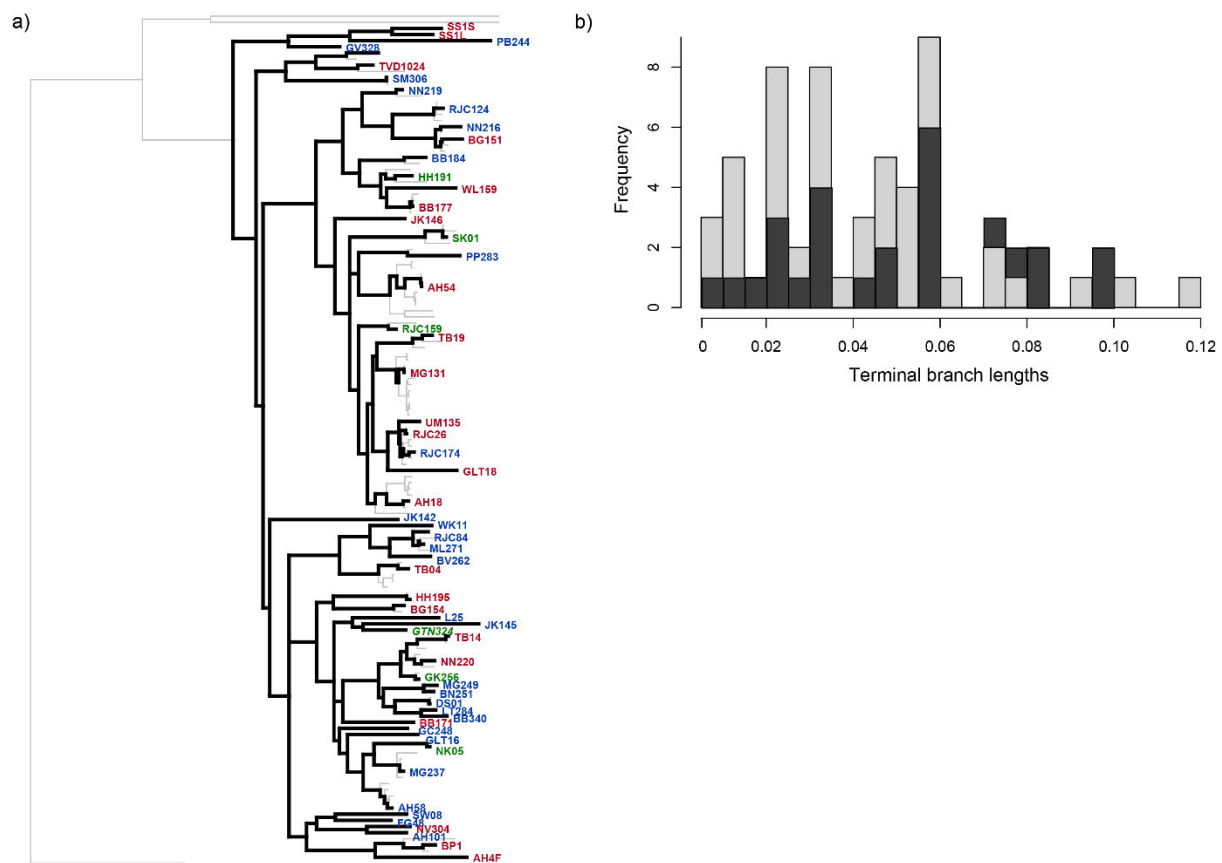 a)
SS1S
SS1L
PB244
GV328
TVD1024
SM306
NN219
RJC124
NN216
BG151
BB184
HH191
WL159
BB177
JK146
SK01
PP283
AH54
RJC159
TB19
MG131
UM135
RJC26
RJC174
GLT18
AH18
JK142
WK11
RJC84
ML271
BV262
TB04
HH195
BG154
L25
JK145
GTN324
TB14
NN220
GK256
MG249
BN251
DS01
LT284
BB340
BB171
GC248
GLT16
NK05
MG237
AH58
SW08
FG48
NV304
AH101
BP1
AH4F
b)
Frequency
8
6
4
2
0
0 0.02 0.04 0.06 0.08 0.10 0.12
Terminal branch lengths